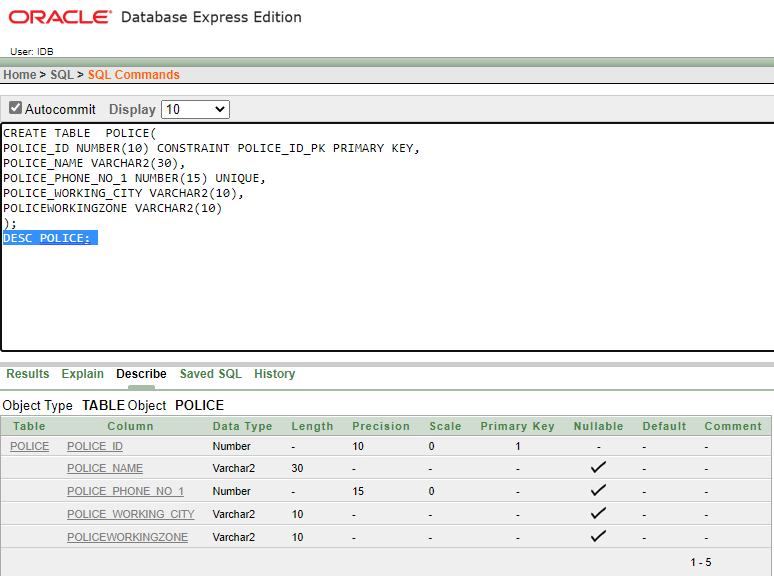 ORACLE® Database Express Edition
User: IDB
Home > SQL > SQL Commands
Autocommit Display 10
CREATE TABLE  POLICE(
POLICE_ID NUMBER(10) CONSTRAINT POLICE_ID_PK PRIMARY KEY,
POLICE_NAME VARCHAR2(30),
POLICE_PHONE_NO_1 NUMBER(15) UNIQUE,
POLICE_WORKING_CITY VARCHAR2(10),
POLICEWORKINGZONE VARCHAR2(10)
);
DESC POLICE;
Results Explain Describe Saved SQL History
Object Type TABLE Object POLICE
Table Column Data Type Length Precision Scale Primary Key Nullable Default Comment
POLICE POLICE_ID Number - 10 0 1 - - -
POLICE_NAME Varchar2 30 - - - ✓ - -
POLICE_PHONE_NO_1 Number - 15 0 - ✓ - -
POLICE_WORKING_CITY Varchar2 10 - - - ✓ - -
POLICEWORKINGZONE Varchar2 10 - - - ✓ - -
1 - 5